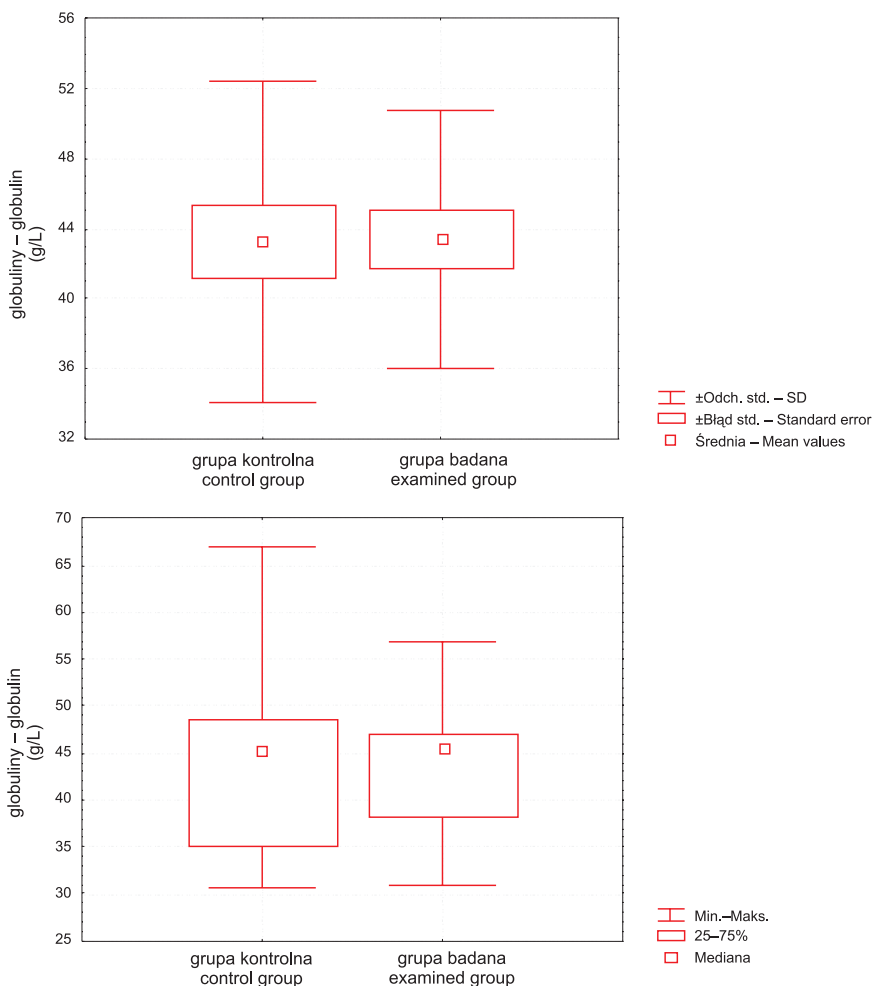 56
52
48
44
40
36
32
globuliny – globulin
(g/L)
grupa kontrolna
control group
grupa badana
examined group
±Odch. std. – SD
±Błąd std. – Standard error
Średnia – Mean values
70
65
60
55
50
45
40
35
30
25
globuliny – globulin
(g/L)
grupa kontrolna
control group
grupa badana
examined group
Min.–Maks.
25–75%
Mediana